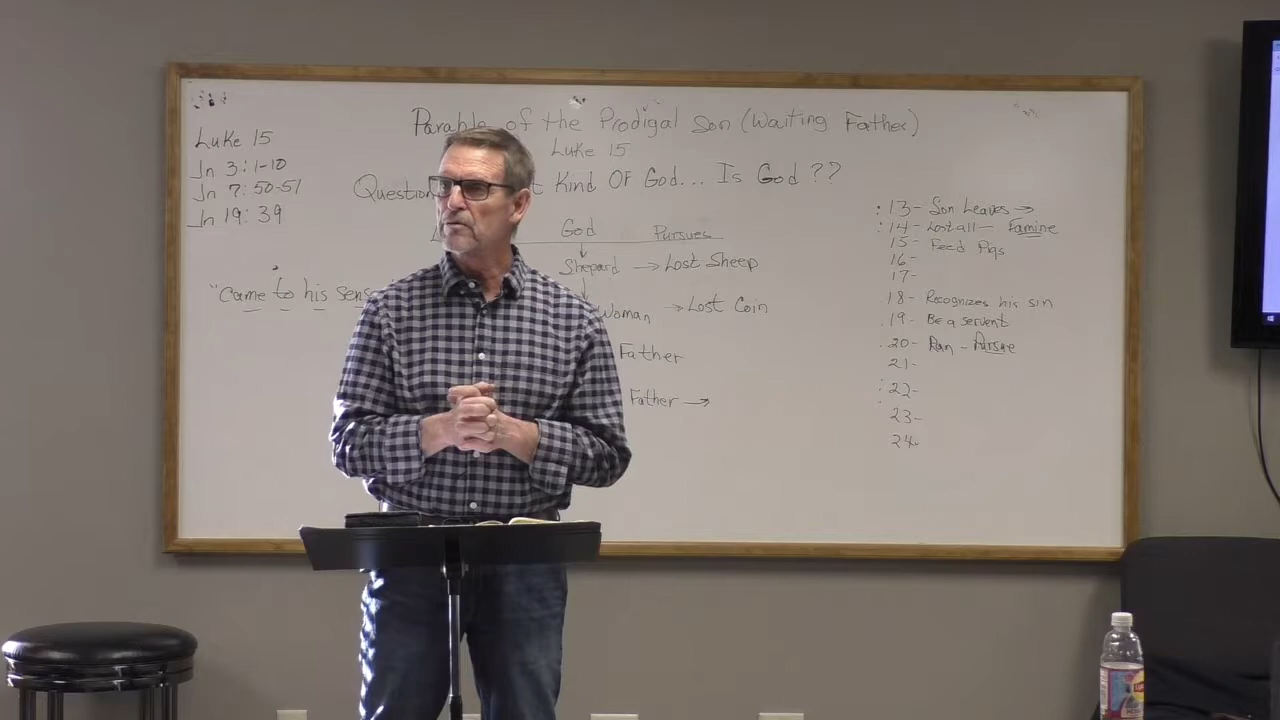 Parable of the Prodigal Son (Waiting Father)
Luke 15
Question t Kind Of God... Is God ??
Luke 15
Jn 3:1-10
Jn 7:50-51
Jn 19:39
"Came to his sens
God Pursues
Shepard → Lost Sheep
Woman → Lost Coin
Father
Father →
13- Son Leaves →
14- Lost all - Famine
15- Feed Pigs
16-
17-
18- Recognizes his sin
19- Be a servent
20- Ran - Pursue
21-
22-
23-
24-